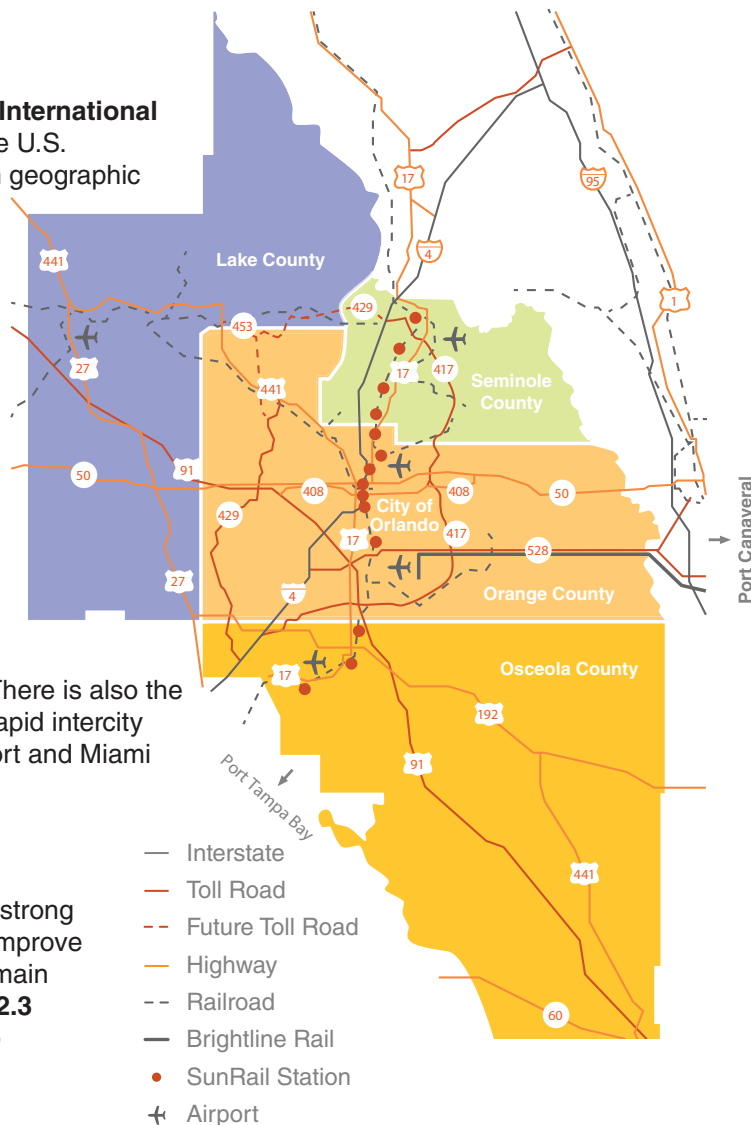 International
e U.S.
n geographic
17
95
4
441
Lake County
1
429
453
27
17
417
441
Seminole
County
91
50
408
408
50
City of
Orlando
429
417
17
528
Port Canaveral
27
4
Orange County
There is also the
apid intercity
ort and Miami
17
Osceola County
192
Port Tampa Bay
91
strong
mprove
main
2.3
441
60
Interstate
Toll Road
Future Toll Road
Highway
Railroad
Brightline Rail
SunRail Station
Airport